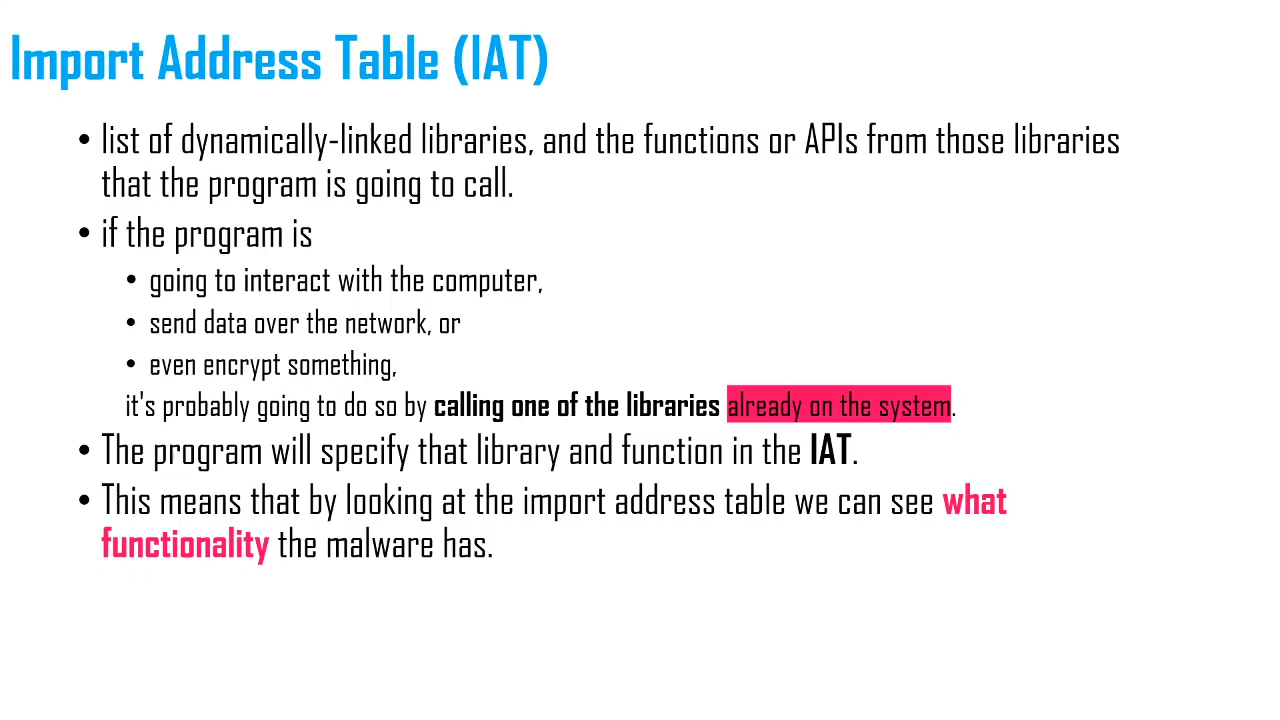 Import Address Table (IAT)
• list of dynamically-linked libraries, and the functions or APIs from those libraries
that the program is going to call.
• if the program is
• going to interact with the computer,
• send data over the network, or
• even encrypt something,
it's probably going to do so by calling one of the libraries already on the system.
• The program will specify that library and function in the IAT.
• This means that by looking at the import address table we can see what
functionality the malware has.